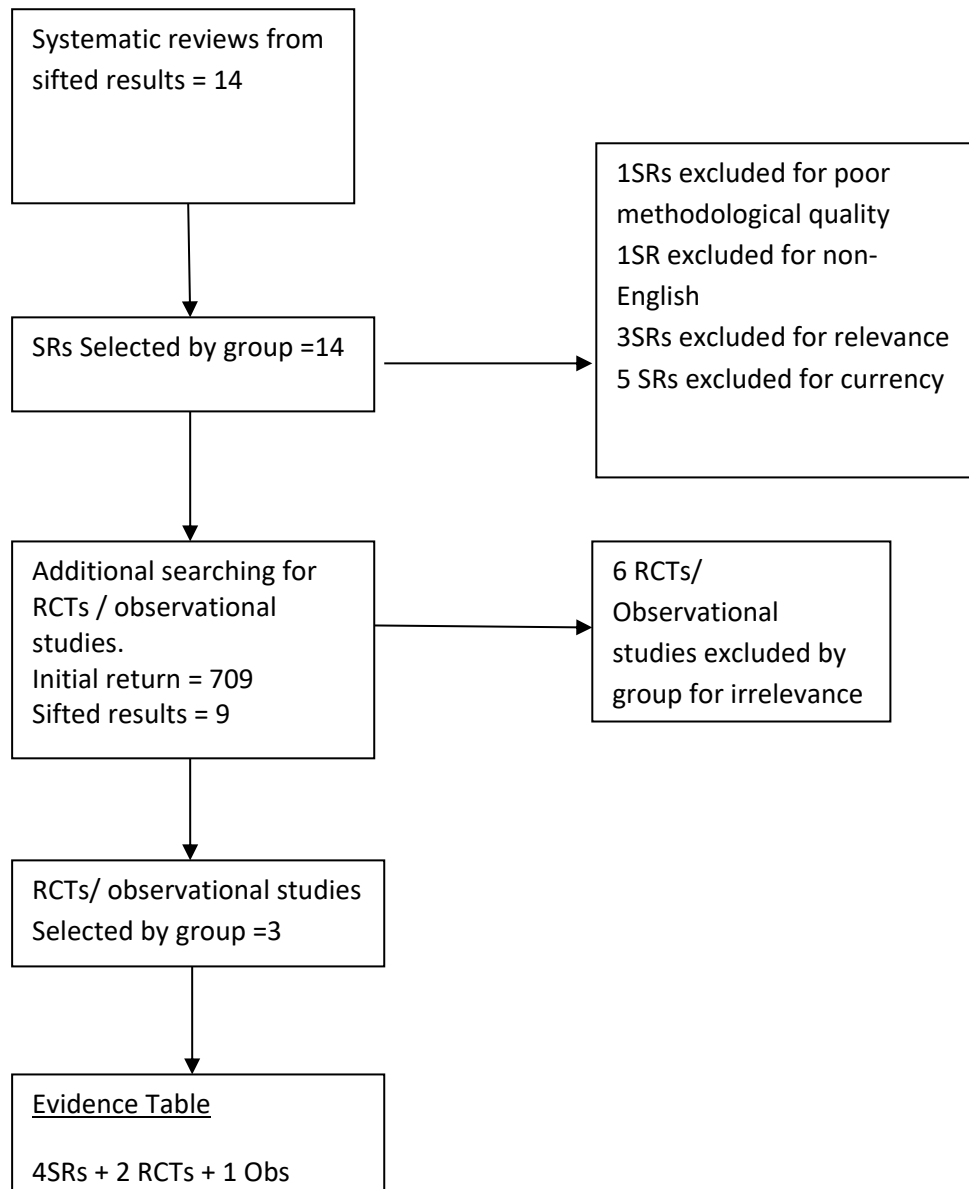 Systematic reviews from
sifted results = 14
1SRs excluded for poor
methodological quality
1SR excluded for non-
English
3SRs excluded for relevance
5 SRs excluded for currency
SRs Selected by group =14
Additional searching for
RCTs / observational
studies.
Initial return = 709
Sifted results = 9
6 RCTs/
Observational
studies excluded by
group for irrelevance
RCTs/ observational studies
Selected by group =3
Evidence Table
4SRs + 2 RCTs + 1 Obs